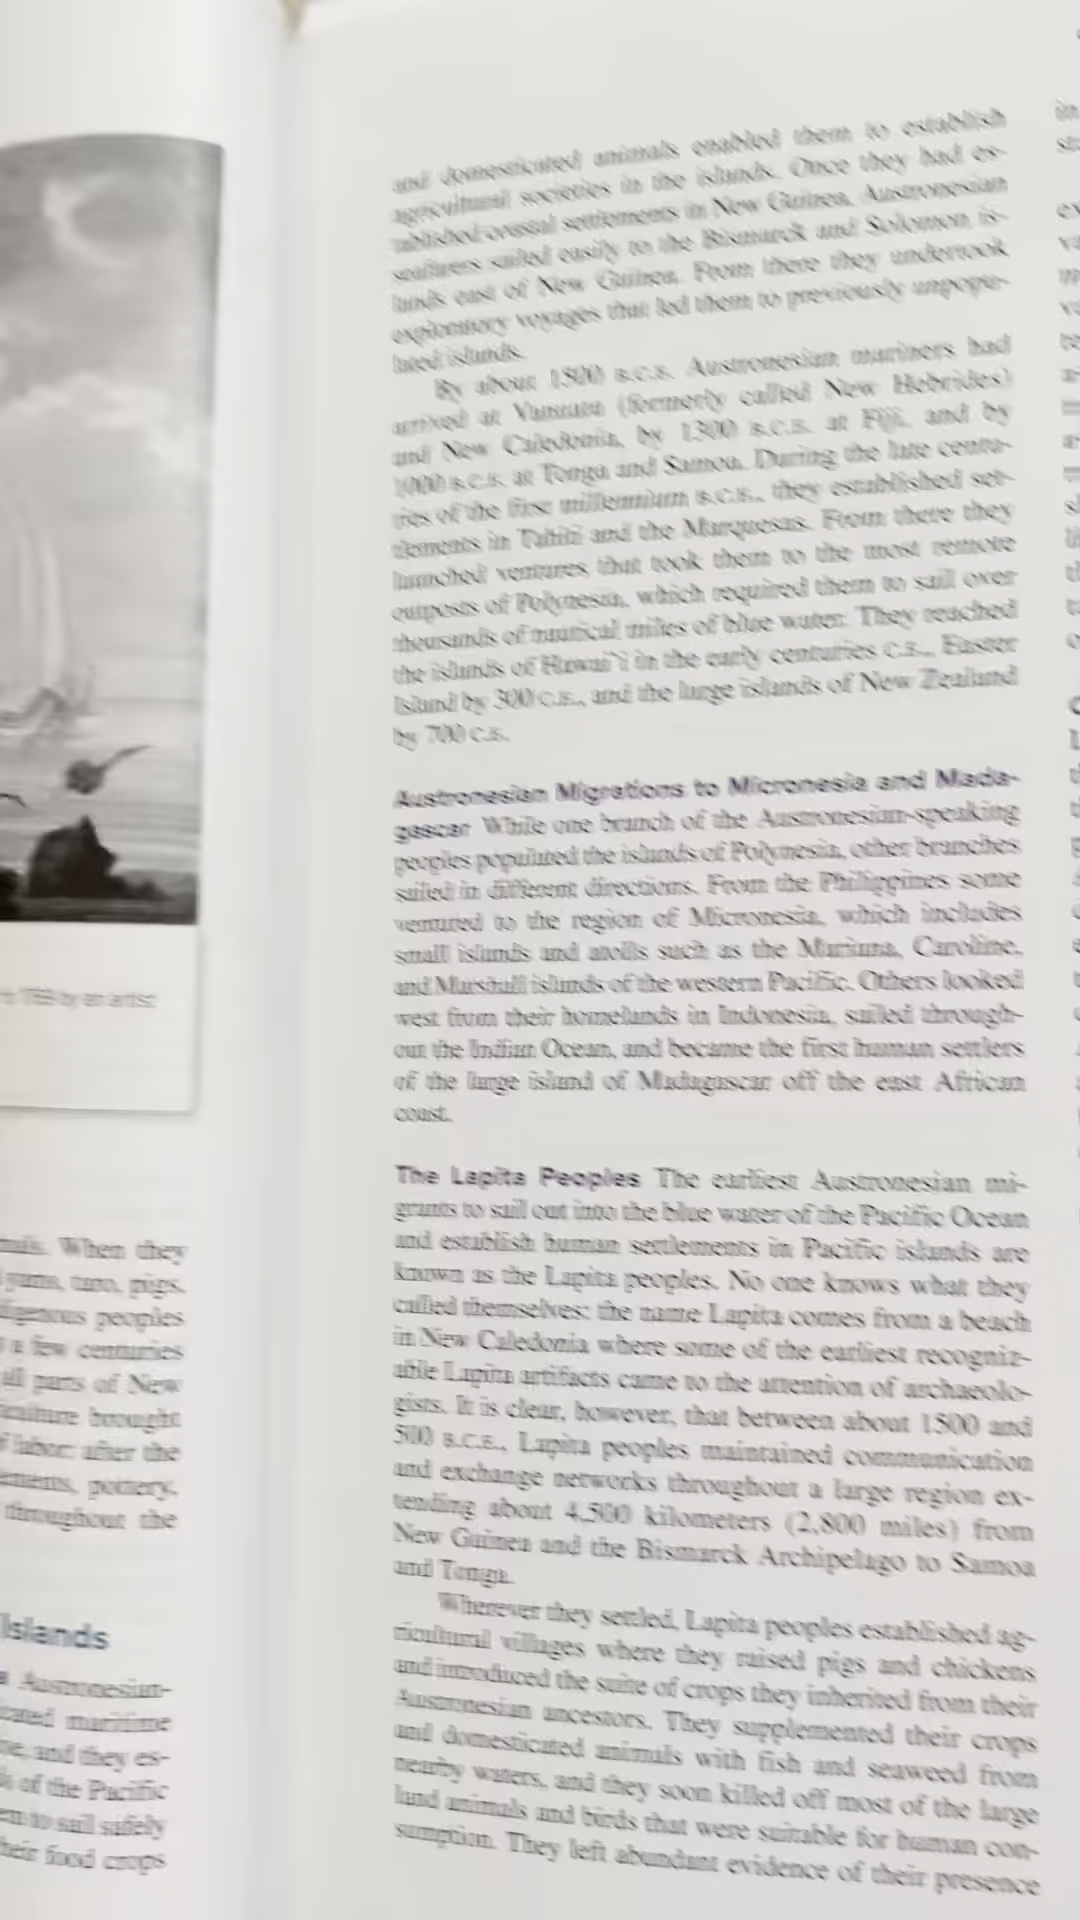 to 1788 by an artist
When they
yams, taro, pigs,
digenous peoples
a few centuries
all parts of New
brought
labor: after the
pottery,
throughout the
Islands
Austronesian-
maritime
and they es-
of the Pacific
to sail safely
their food crops
and domesticated animals enabled them to establish
agricultural societies in the islands. Once they had es-
tablished coastal settlements in New Guinea, Austronesian
seafarers sailed easily to the Bismarck and Solomon is-
lands east of New Guinea. From there they undertook
exploratory voyages that led them to previously unpopu-
lated islands.
By about 1500 B.C.E. Austronesian mariners had
arrived at Vanuatu (formerly called New Hebrides)
and New Caledonia, by 1300 B.C.E. at Fiji, and by
1000 B.C.E. at Tonga and Samoa. During the late centu-
ries of the first millennium B.C.E., they established set-
tlements in Tahiti and the Marquesas. From there they
launched ventures that took them to the most remote
outposts of Polynesia, which required them to sail over
thousands of nautical miles of blue water. They reached
the islands of Hawai`i in the early centuries C.E., Easter
Island by 300 C.E., and the large islands of New Zealand
by 700 C.E.
Austronesian Migrations to Micronesia and Mada-
gascar While one branch of the Austronesian-speaking
peoples populated the islands of Polynesia, other branches
sailed in different directions. From the Philippines some
ventured to the region of Micronesia, which includes
small islands and atolls such as the Mariana, Caroline,
and Marshall islands of the western Pacific. Others looked
west from their homelands in Indonesia, sailed through-
out the Indian Ocean, and became the first human settlers
of the large island of Madagascar off the east African
coast.
The Lapita Peoples The earliest Austronesian mi-
grants to sail out into the blue water of the Pacific Ocean
and establish human settlements in Pacific islands are
known as the Lapita peoples. No one knows what they
called themselves: the name Lapita comes from a beach
in New Caledonia where some of the earliest recogniz-
able Lapita artifacts came to the attention of archaeolo-
gists. It is clear, however, that between about 1500 and
500 B.C.E., Lapita peoples maintained communication
and exchange networks throughout a large region ex-
tending about 4,500 kilometers (2,800 miles) from
New Guinea and the Bismarck Archipelago to Samoa
and Tonga.
Wherever they settled, Lapita peoples established ag-
ricultural villages where they raised pigs and chickens
and introduced the suite of crops they inherited from their
Austronesian ancestors. They supplemented their crops
and domesticated animals with fish and seaweed from
nearby waters, and they soon killed off most of the large
land animals and birds that were suitable for human con-
sumption. They left abundant evidence of their presence